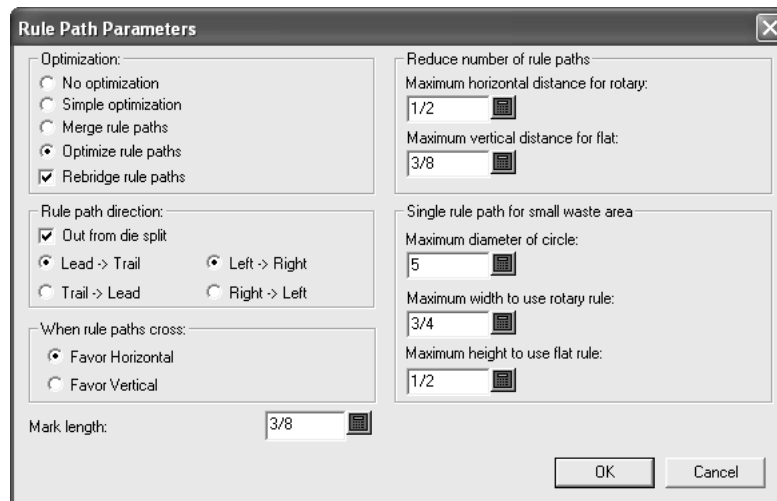 Rule Path Parameters
Optimization:
No optimization
Simple optimization
Merge rule paths
Optimize rule paths
Rebridge rule paths
Rule path direction:
Out from die split
Lead -> Trail Left -> Right
Trail -> Lead Right -> Left
When rule paths cross:
Favor Horizontal
Favor Vertical
Mark length: 3/8
Reduce number of rule paths
Maximum horizontal distance for rotary:
1/2
Maximum vertical distance for flat:
3/8
Single rule path for small waste area
Maximum diameter of circle:
5
Maximum width to use rotary rule:
3/4
Maximum height to use flat rule:
1/2
OK Cancel